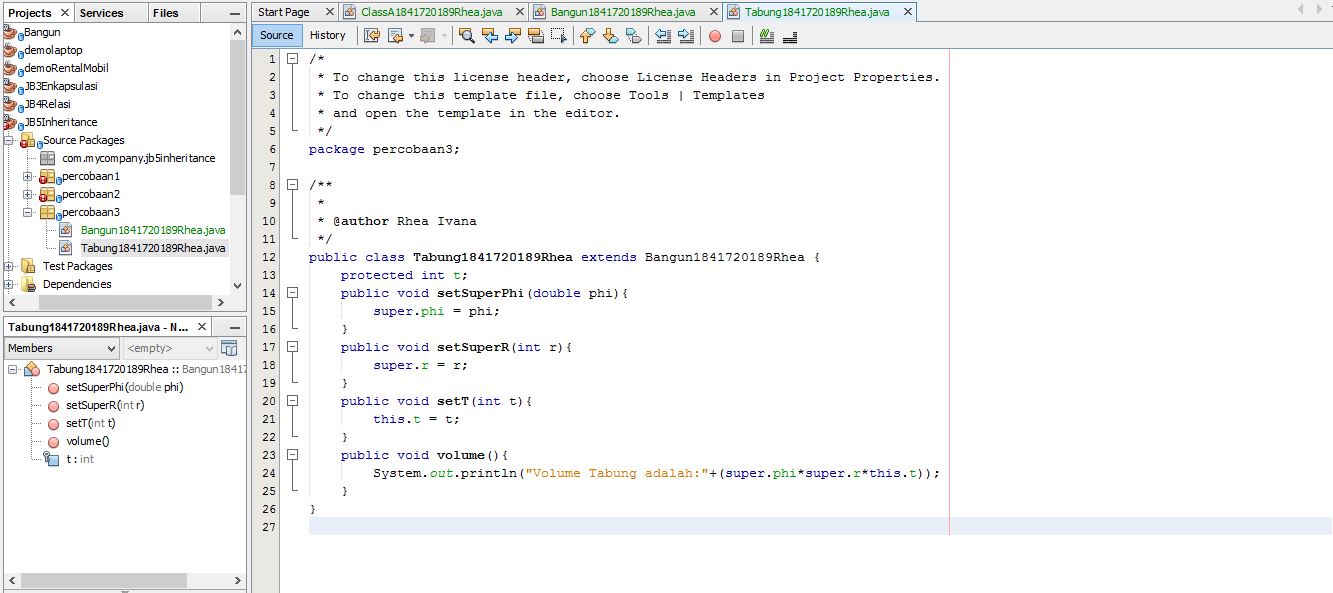 Projects Services Files
Bangun
demolaptop
demoRentalMobil
JB3Enkapsulasi
JB4Relasi
JB5Inheritance
Source Packages
com.mycompany.jb5inheritance
percobaan1
percobaan2
percobaan3
Bangun1841720189Rhea.java
Tabung1841720189Rhea.java
Test Packages
Dependencies
Tabung1841720189Rhea.java - N...
Members <empty>
Tabung1841720189Rhea :: Bangun18417
setSuperPhi(double phi)
setSuperR(int r)
setT(int t)
volume()
t : int
Start Page ClassA1841720189Rhea.java Bangun1841720189Rhea.java Tabung1841720189Rhea.java
Source History
1 /*
2 * To change this license header, choose License Headers in Project Properties.
3 * To change this template file, choose Tools | Templates
4 * and open the template in the editor.
5 */
6 package percobaan3;
7
8 /**
9 *
10 * @author Rhea Ivana
11 */
12 public class Tabung1841720189Rhea extends Bangun1841720189Rhea {
13 protected int t;
14 public void setSuperPhi(double phi){
15 super.phi = phi;
16 }
17 public void setSuperR(int r){
18 super.r = r;
19 }
20 public void setT(int t){
21 this.t = t;
22 }
23 public void volume(){
24 System.out.println("Volume Tabung adalah:"+(super.phi*super.r*this.t));
25 }
26 }
27